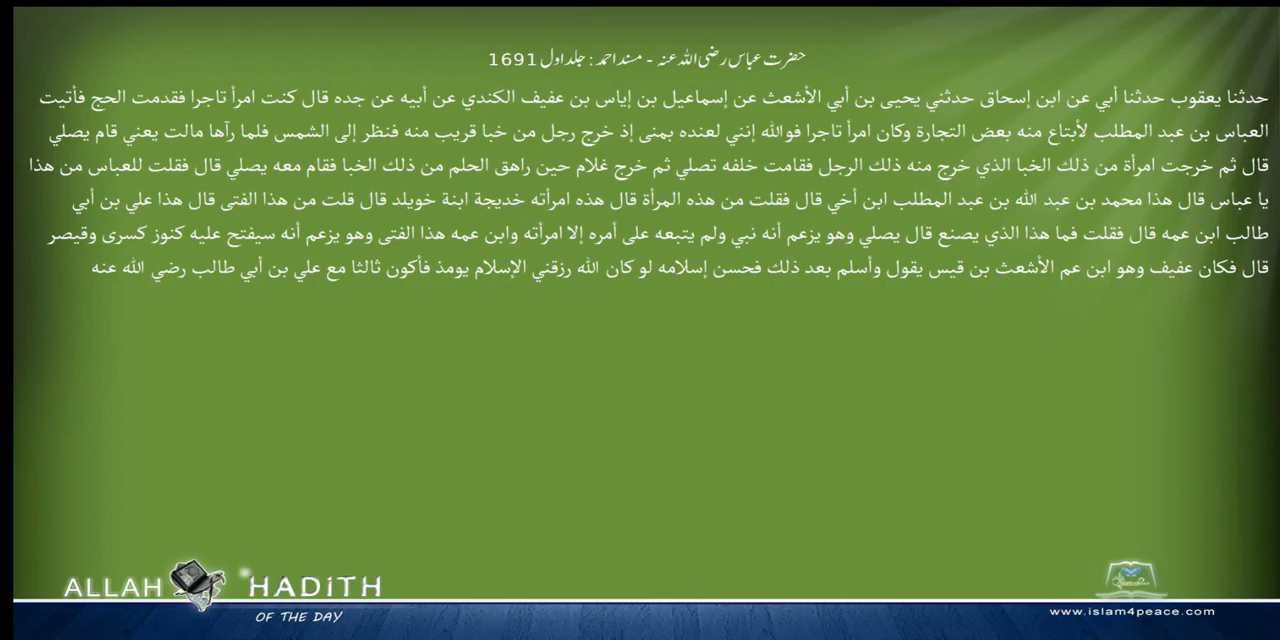 حضرت عباس رضی اللہ عنہ - مسند احمد : جلد اول 1691
حدثنا يعقوب حدثنا أبي عن ابن إسحاق حدثني يحيى بن أبي الأشعث عن إسماعيل بن إياس بن عفيف الكندي عن أبيه عن جده قال كنت امرأ تاجرا فقدمت الحج فأتيت
العباس بن عبد المطلب لأبتاع منه بعض التجارة وكان امرأ تاجرا فوالله إنني لعنده بمنى إذ خرج رجل من خبا قريب منه فنظر إلى الشمس فلما رآها مالت يعني قام يصلي
قال ثم خرجت امرأة من ذلك الخبا الذي خرج منه ذلك الرجل فقامت خلفه تصلي ثم خرج غلام حين راهق الحلم من ذلك الخبا فقام معه يصلي قال فقلت للعباس من هذا
يا عباس قال هذا محمد بن عبد الله بن عبد المطلب ابن أخي قال فقلت من هذه المرأة قال هذه امرأته خديجة ابنة خويلد قال قلت من هذا الفتى قال هذا علي بن أبي
طالب ابن عمه قال فقلت فما هذا الذي يصنع قال يصلي وهو يزعم أنه نبي ولم يتبعه على أمره إلا امرأته وابن عمه هذا الفتى وهو يزعم أنه سيفتح عليه كنوز كسرى وقيصر
قال فكان عفيف وهو ابن عم الأشعث بن قيس يقول وأسلم بعد ذلك فحسن إسلامه لو كان الله رزقني الإسلام يومئذ فأكون ثالثا مع علي بن أبي طالب رضي الله عنه
ALLAH HADITH
OF THE DAY
www.islam4peace.com